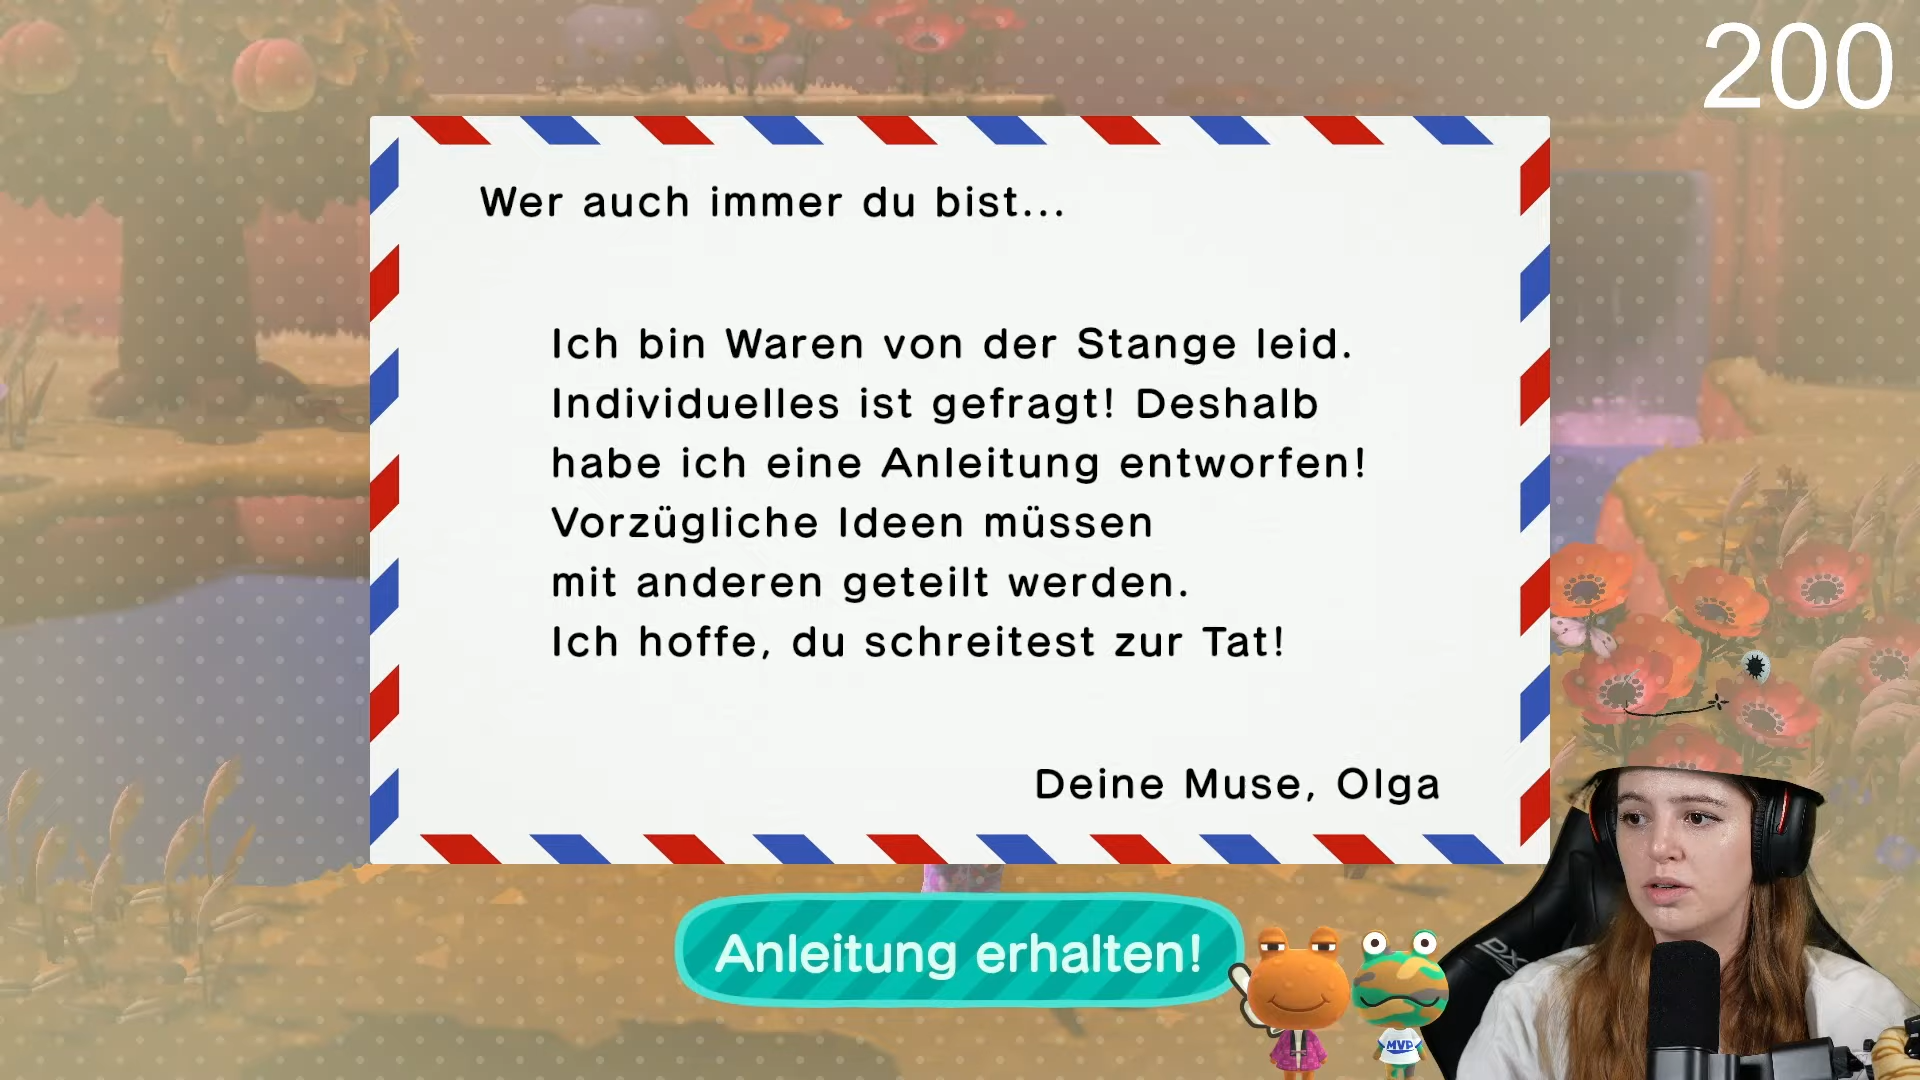 200
Wer auch immer du bist...
Ich bin Waren von der Stange leid.
Individuelles ist gefragt! Deshalb
habe ich eine Anleitung entworfen!
Vorzügliche Ideen müssen
mit anderen geteilt werden.
Ich hoffe, du schreitest zur Tat!
Deine Muse, Olga
Anleitung erhalten!
MVP